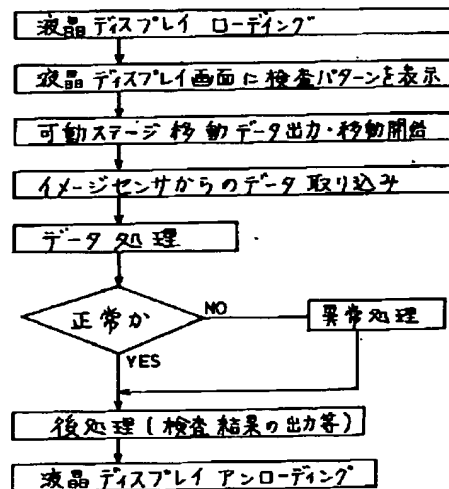 液晶ディスプレイ ローディング
液晶ディスプレイ画面に検査パターンを表示
可動ステージ移動データ出力・移動開始
イメージセンサからのデータ取り込み
データ処理
正常か
NO
異常処理
YES
後処理(検査結果の出力等)
液晶ディスプレイ アンローディング